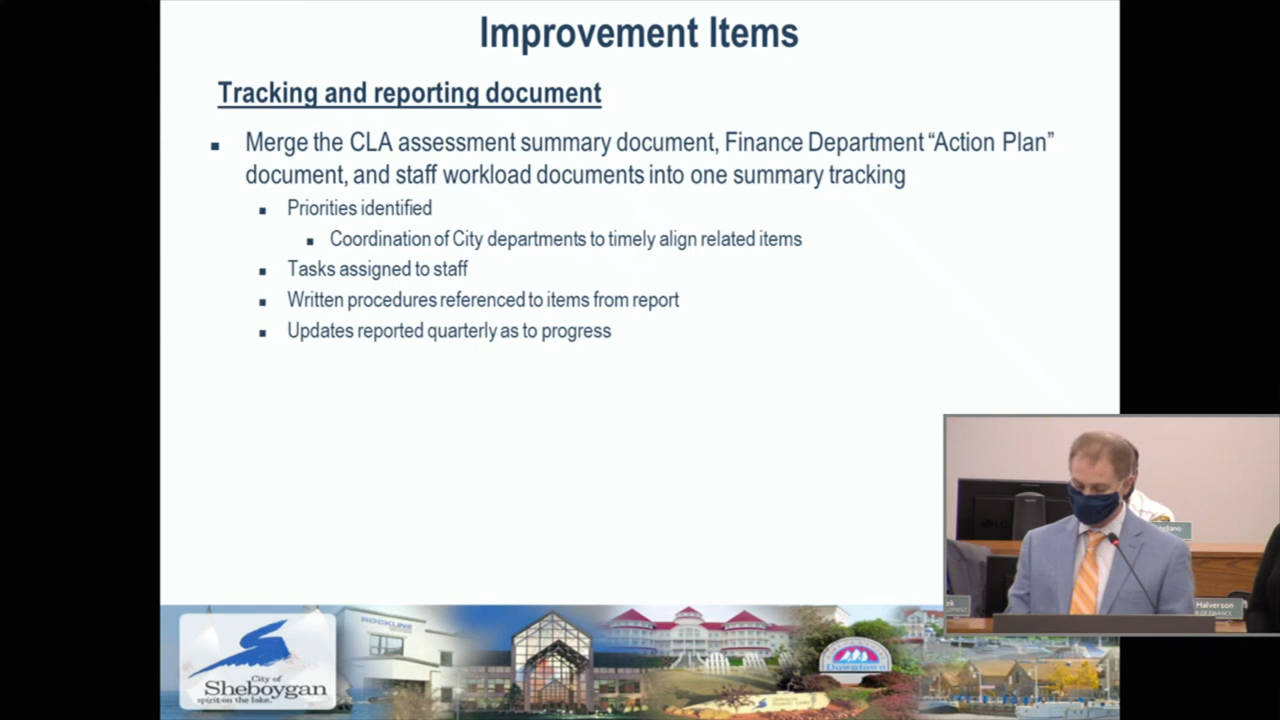 Improvement Items
Tracking and reporting document
Merge the CLA assessment summary document, Finance Department “Action Plan”
document, and staff workload documents into one summary tracking
Priorities identified
Coordination of City departments to timely align related items
Tasks assigned to staff
Written procedures referenced to items from report
Updates reported quarterly as to progress
LG
Halverson
ROCKLINE
Downtown
City of
Sheboygan
spirit on the lake.